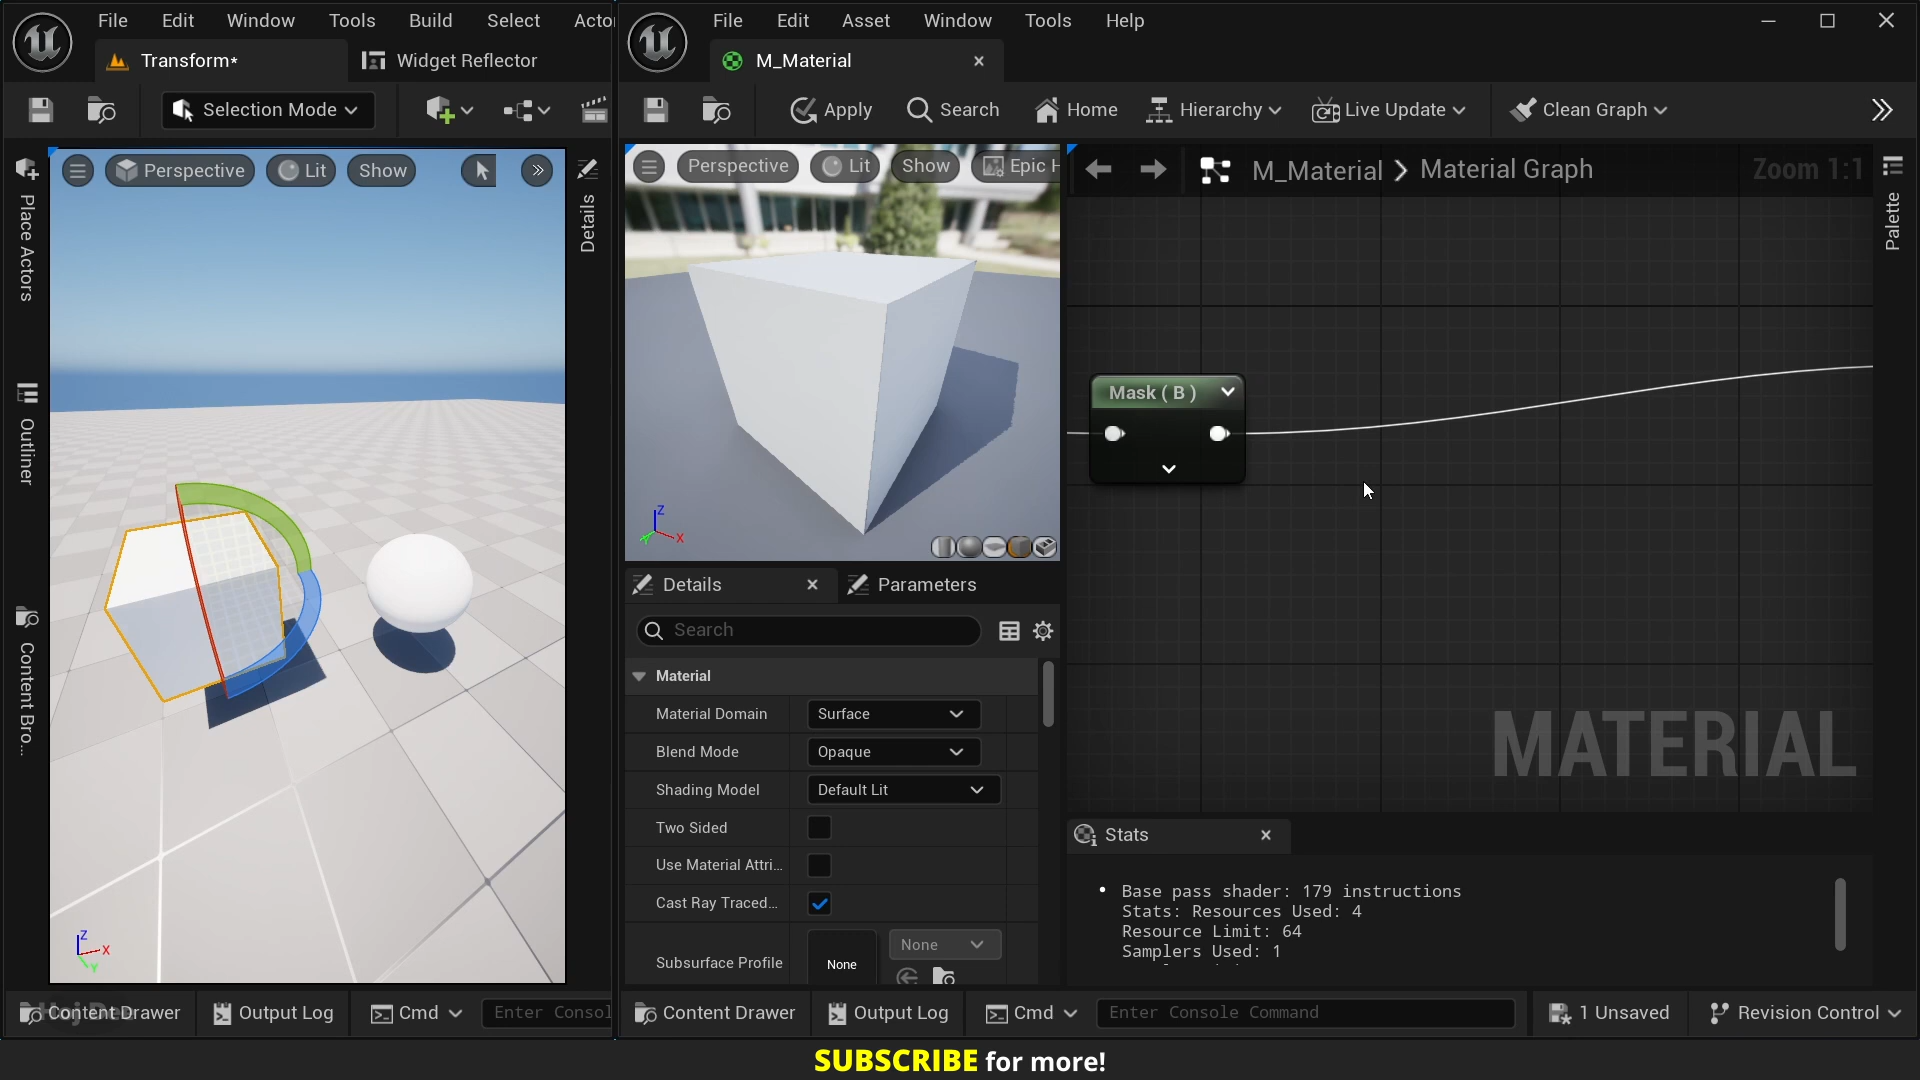 File Edit Window Tools Build Select Acto
Transform*
Widget Reflector
Selection Mode
Perspective
Lit
Show
Place Actors
Outliner
Content Bro...
Details
Z
X
Y
Content Drawer
Output Log
Cmd
Enter Consol
File Edit Asset Window Tools Help
M_Material
Apply
Search
Home
Hierarchy
Live Update
Clean Graph
Perspective
Lit
Show
Epic H
Z
X
Y
M_Material
Material Graph
Zoom 1:1
Palette
Mask ( B )
MATERIAL
Details
Parameters
Search
Material
Material Domain
Surface
Blend Mode
Opaque
Shading Model
Default Lit
Two Sided
Use Material Attri...
Cast Ray Traced...
Subsurface Profile
None
None
Stats
• Base pass shader: 179 instructions
Stats: Resources Used: 4
Resource Limit: 64
Samplers Used: 1
Content Drawer
Output Log
Cmd
Enter Console Command
1 Unsaved
Revision Control
SUBSCRIBE for more!